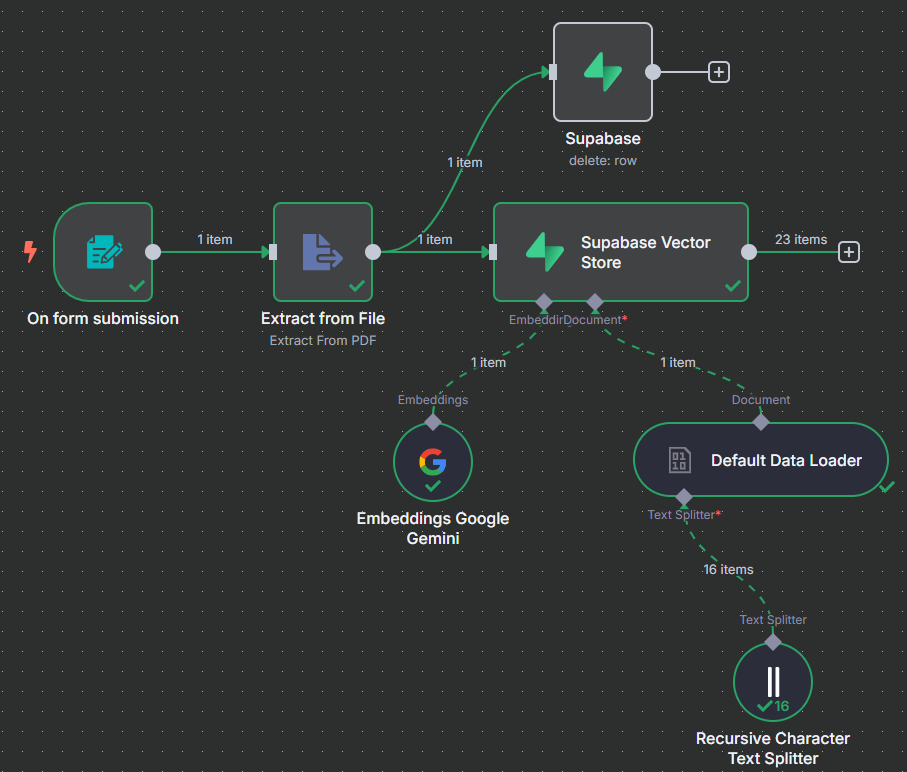 Supabase
delete: row
1 item
1 item
1 item
Supabase Vector
Store
23 items
On form submission
Extract from File
Extract From PDF
EmbeddirDocument*
1 item
1 item
Embeddings
Document
Default Data Loader
Embeddings Google
Gemini
Text Splitter*
16 items
Text Splitter
16
Recursive Character
Text Splitter